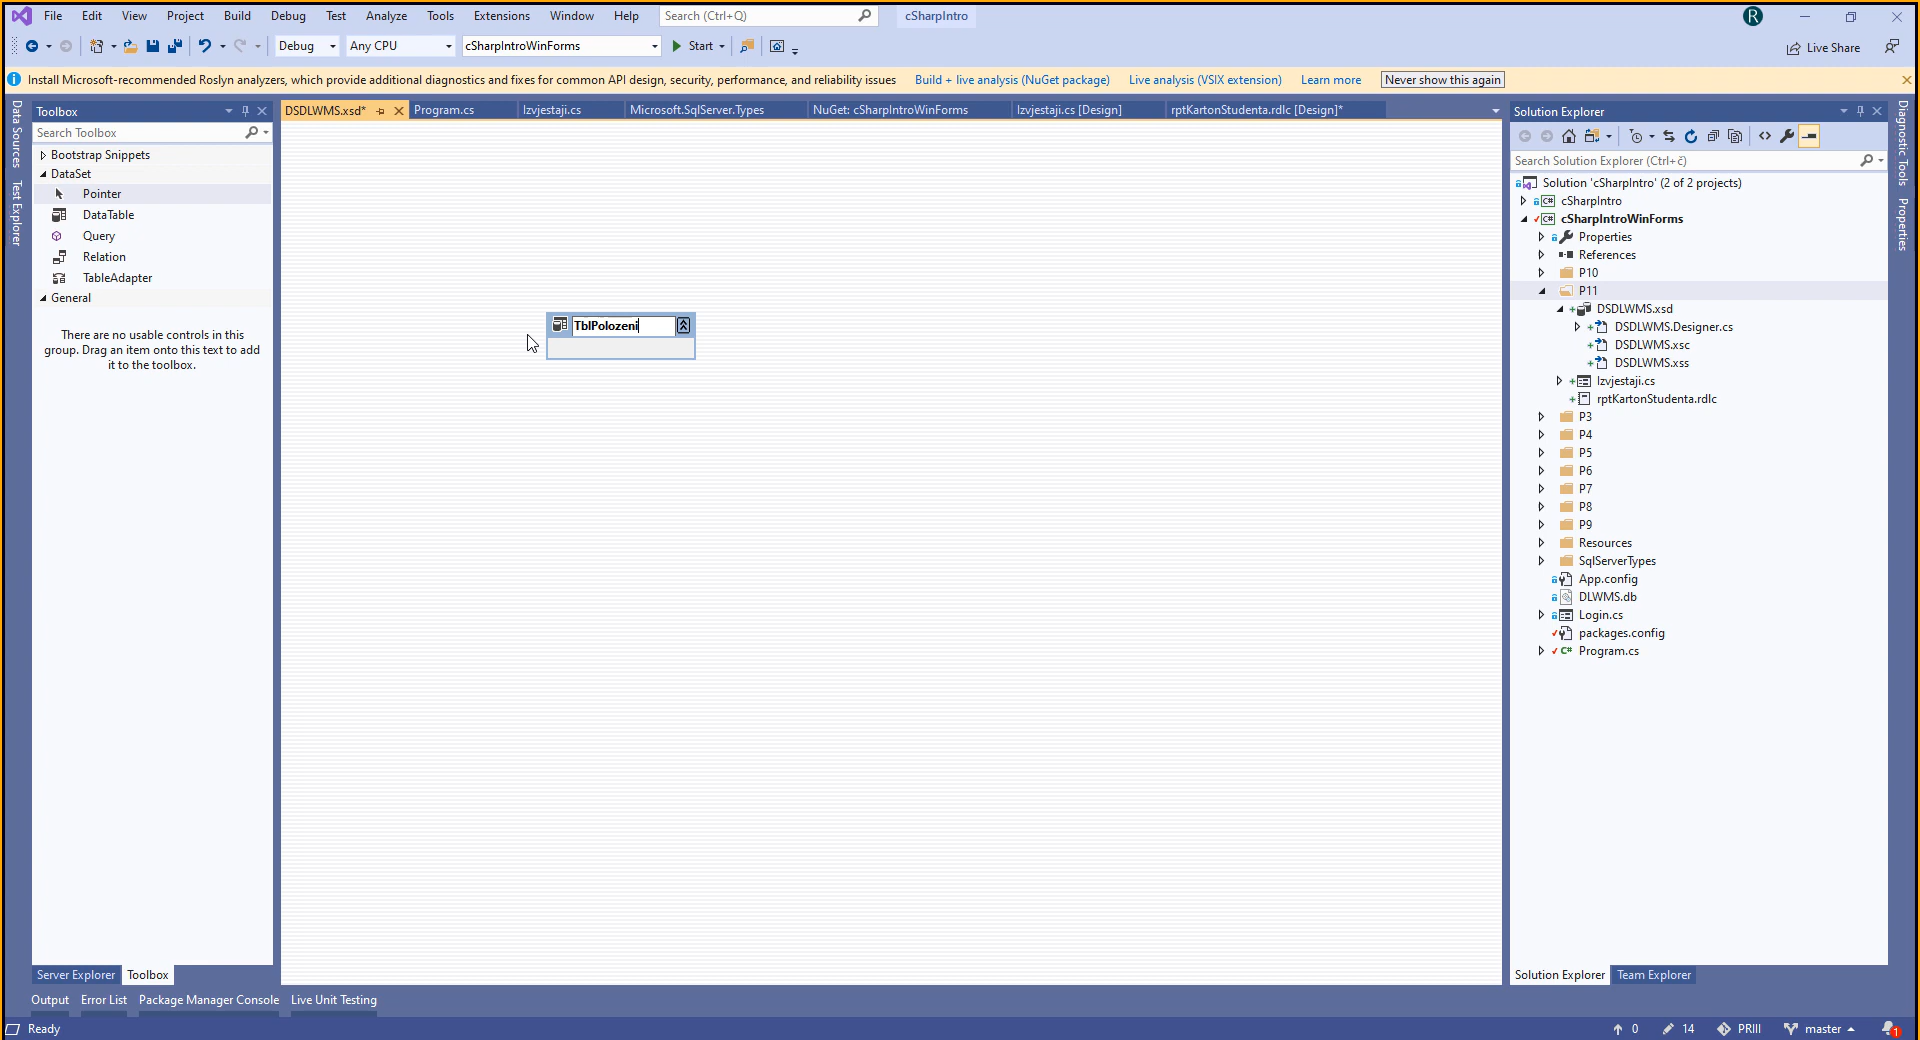 File Edit View Project Build Debug Test Analyze Tools Extensions Window Help Search (Ctrl+Q) cSharpIntro R
Debug Any CPU cSharpIntroWinForms Start Live Share
Install Microsoft-recommended Roslyn analyzers, which provide additional diagnostics and fixes for common API design, security, performance, and reliability issues Build + live analysis (NuGet package) Live analysis (VSIX extension) Learn more Never show this again
Data Sources
Test Explorer
Toolbox
Search Toolbox
Bootstrap Snippets
DataSet
Pointer
DataTable
Query
Relation
TableAdapter
General
There are no usable controls in this
group. Drag an item onto this text to add
it to the toolbox.
Server Explorer Toolbox
DSDLWMS.xsd* Program.cs Izvjestaji.cs Microsoft.SqlServer.Types NuGet: cSharpIntroWinForms Izvjestaji.cs [Design] rptKartonStudenta.rdlc [Design]*
TblPolozeni
Solution Explorer
Search Solution Explorer (Ctrl+č)
Solution 'cSharpIntro' (2 of 2 projects)
C# cSharpIntro
C# cSharpIntroWinForms
Properties
References
P10
P11
DSDLWMS.xsd
DSDLWMS.Designer.cs
DSDLWMS.xsc
DSDLWMS.xss
Izvjestaji.cs
rptKartonStudenta.rdlc
P3
P4
P5
P6
P7
P8
P9
Resources
SqlServerTypes
App.config
DLWMS.db
Login.cs
packages.config
C# Program.cs
Solution Explorer Team Explorer
Diagnostic Tools
Properties
Output Error List Package Manager Console Live Unit Testing
Ready 0 14 PRIII master 1